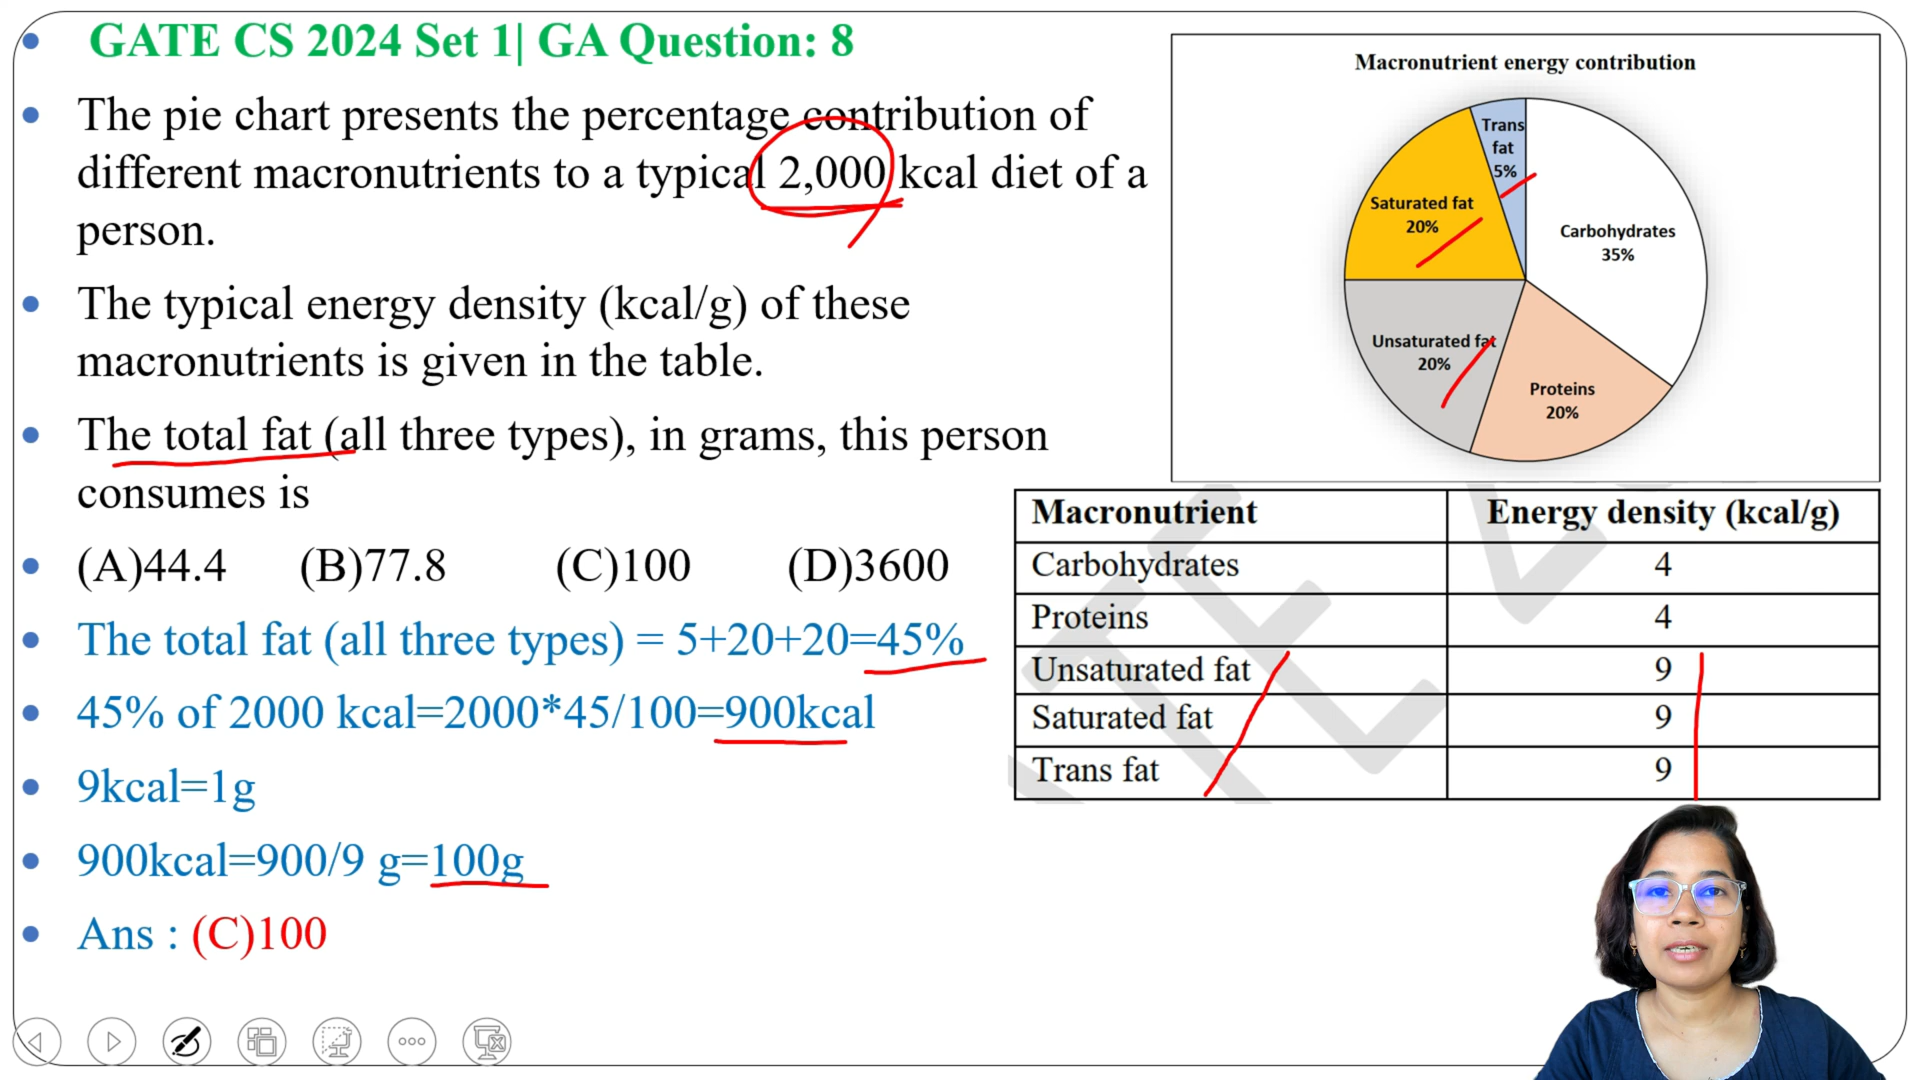 GATE CS 2024 Set 1| GA Question: 8
The pie chart presents the percentage contribution of
different macronutrients to a typical 2,000 kcal diet of a
person.
The typical energy density (kcal/g) of these
macronutrients is given in the table.
The total fat (all three types), in grams, this person
consumes is
(A)44.4 (B)77.8 (C)100 (D)3600
The total fat (all three types) = 5+20+20=45%
45% of 2000 kcal=2000*45/100=900kcal
9kcal=1g
900kcal=900/9 g=100g
Ans : (C)100
Macronutrient energy contribution
Trans
fat
5%
Saturated fat
20%
Carbohydrates
35%
Unsaturated fat
20%
Proteins
20%
Macronutrient Energy density (kcal/g)
Carbohydrates 4
Proteins 4
Unsaturated fat 9
Saturated fat 9
Trans fat 9